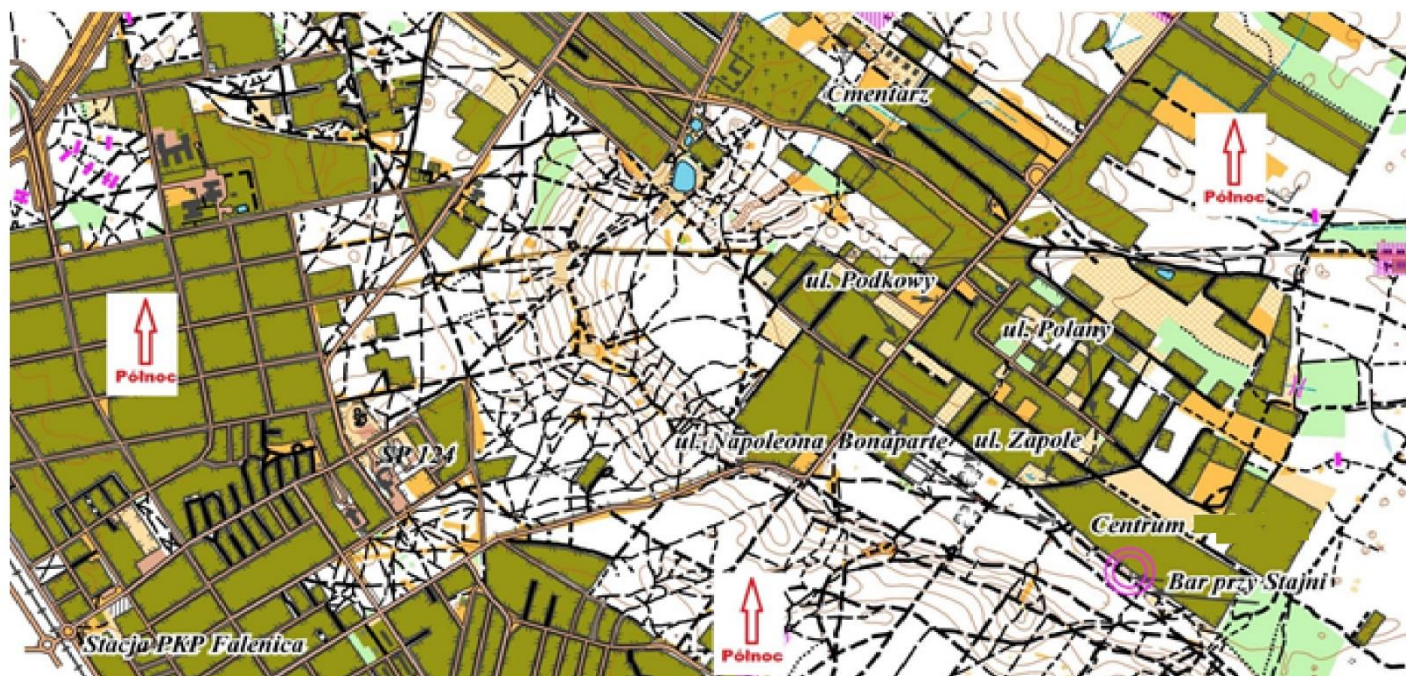 Cmentarz
Północ
ul. Podkowy
ul. Polany
Północ
SP 124
ul. Napoleona Bonaparte
ul. Zapole
Centrum
Bar przy Stajni
Stacja PKP Falenica
Północ